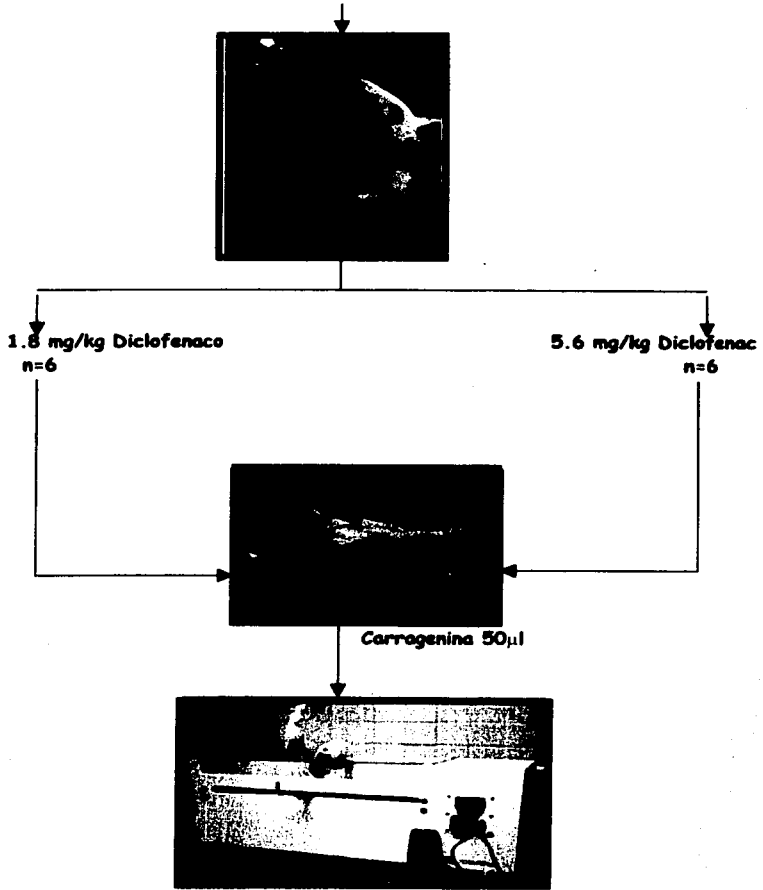 1.8 mg/kg Diclofenaco
n=6
5.6 mg/kg Diclofenac
n=6
Carragenina 50µl